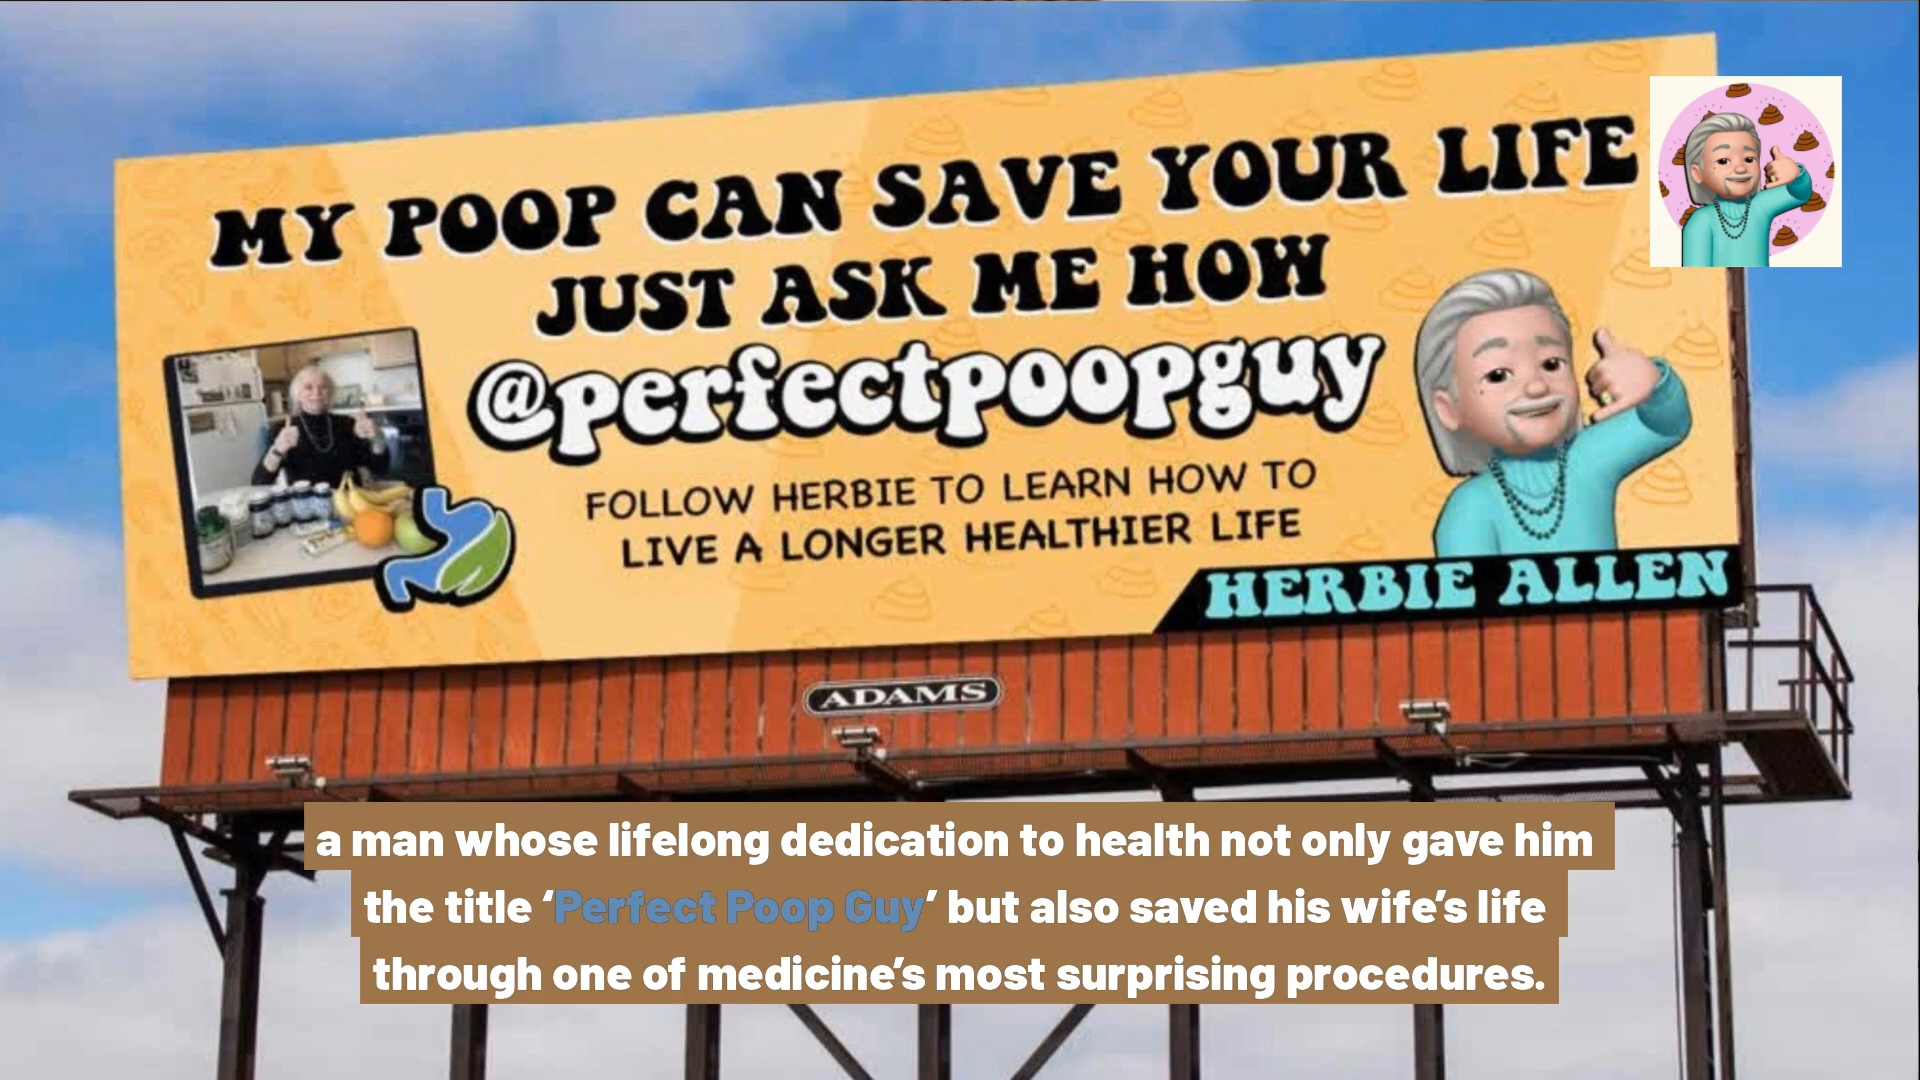 MY POOP CAN SAVE YOUR LIFE
JUST ASK ME HOW
@perfectpoopguy
FOLLOW HERBIE TO LEARN HOW TO
LIVE A LONGER HEALTHIER LIFE
HERBIE ALLEN
ADAMS
a man whose lifelong dedication to health not only gave him
the title ‘Perfect Poop Guy’ but also saved his wife’s life
through one of medicine’s most surprising procedures.